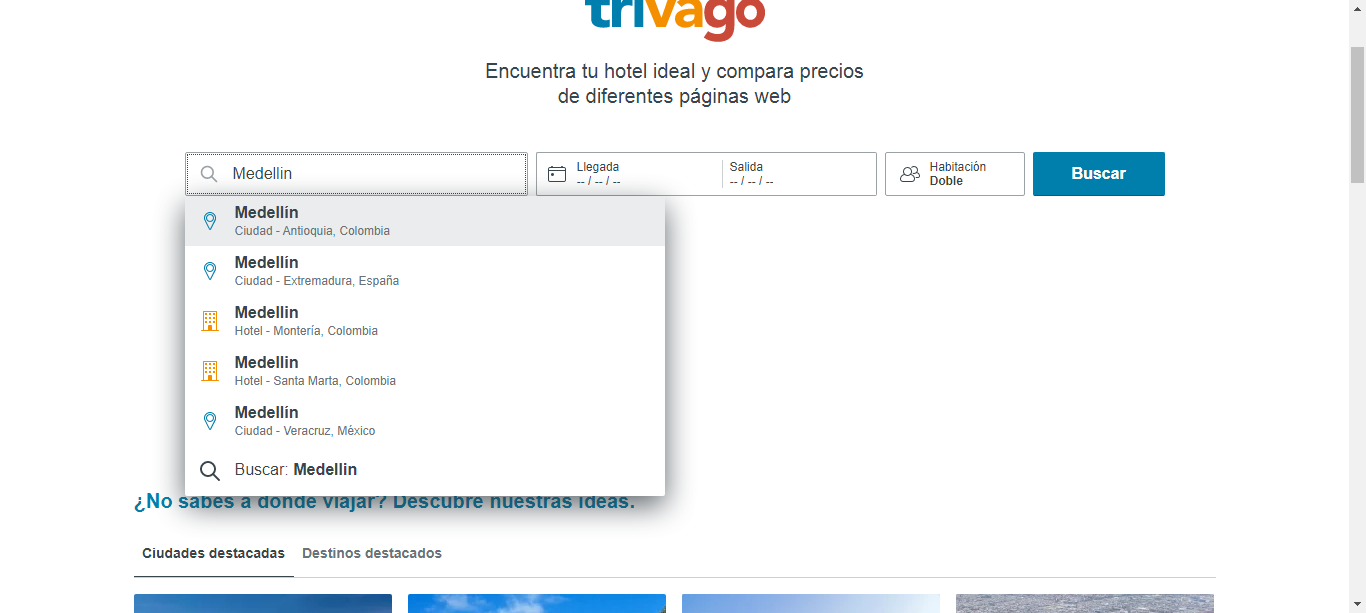 trivago
Encuentra tu hotel ideal y compara precios
de diferentes páginas web
Medellin
Llegada
-- / -- / --
Salida
-- / -- / --
Habitación
Doble
Buscar
Medellín
Ciudad - Antioquia, Colombia
Medellín
Ciudad - Extremadura, España
Medellin
Hotel - Montería, Colombia
Medellin
Hotel - Santa Marta, Colombia
Medellín
Ciudad - Veracruz, México
Buscar: Medellin
¿No sabes a dónde viajar? Descubre nuestras ideas.
Ciudades destacadas
Destinos destacados